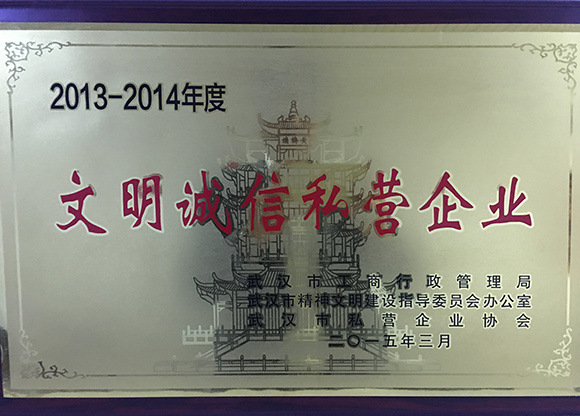 2013-2014年度
文明诚信私营企业
武汉市工商行政管理局
武汉市精神文明建设指导委员会办公室
武汉市私营企业协会
二〇一五年三月